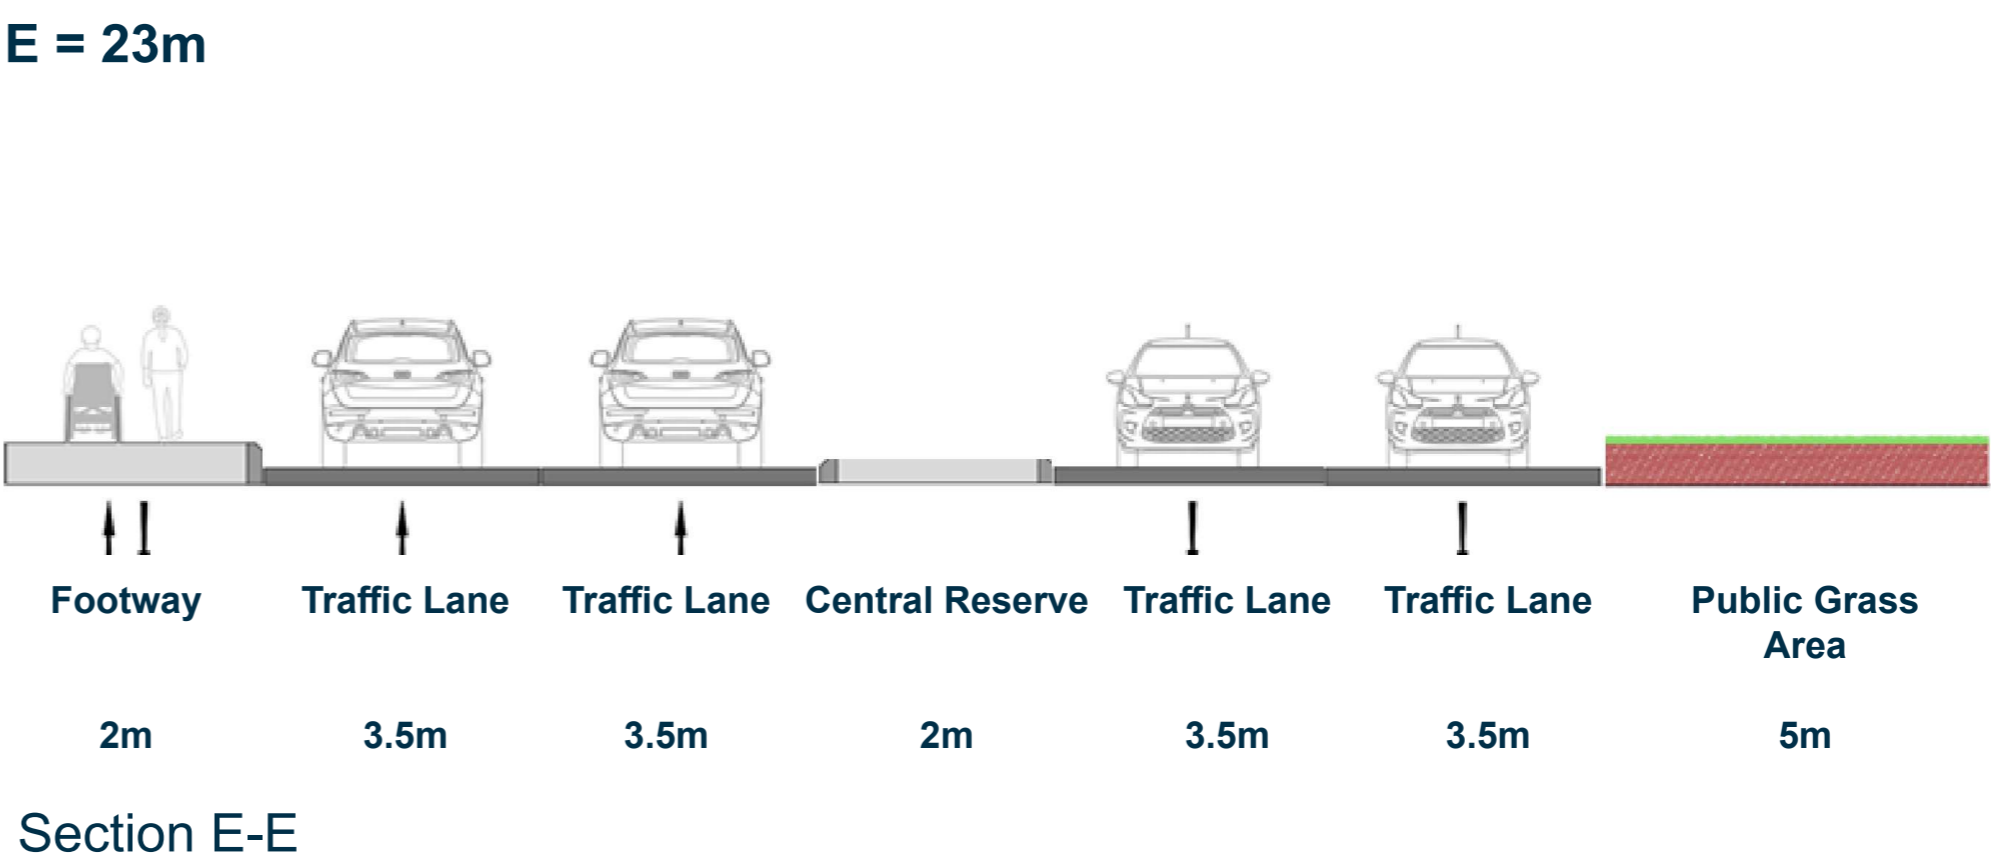 E = 23m
Footway Traffic Lane Traffic Lane Central Reserve Traffic Lane Traffic Lane Public Grass
Area
2m 3.5m 3.5m 2m 3.5m 3.5m 5m
Section E-E